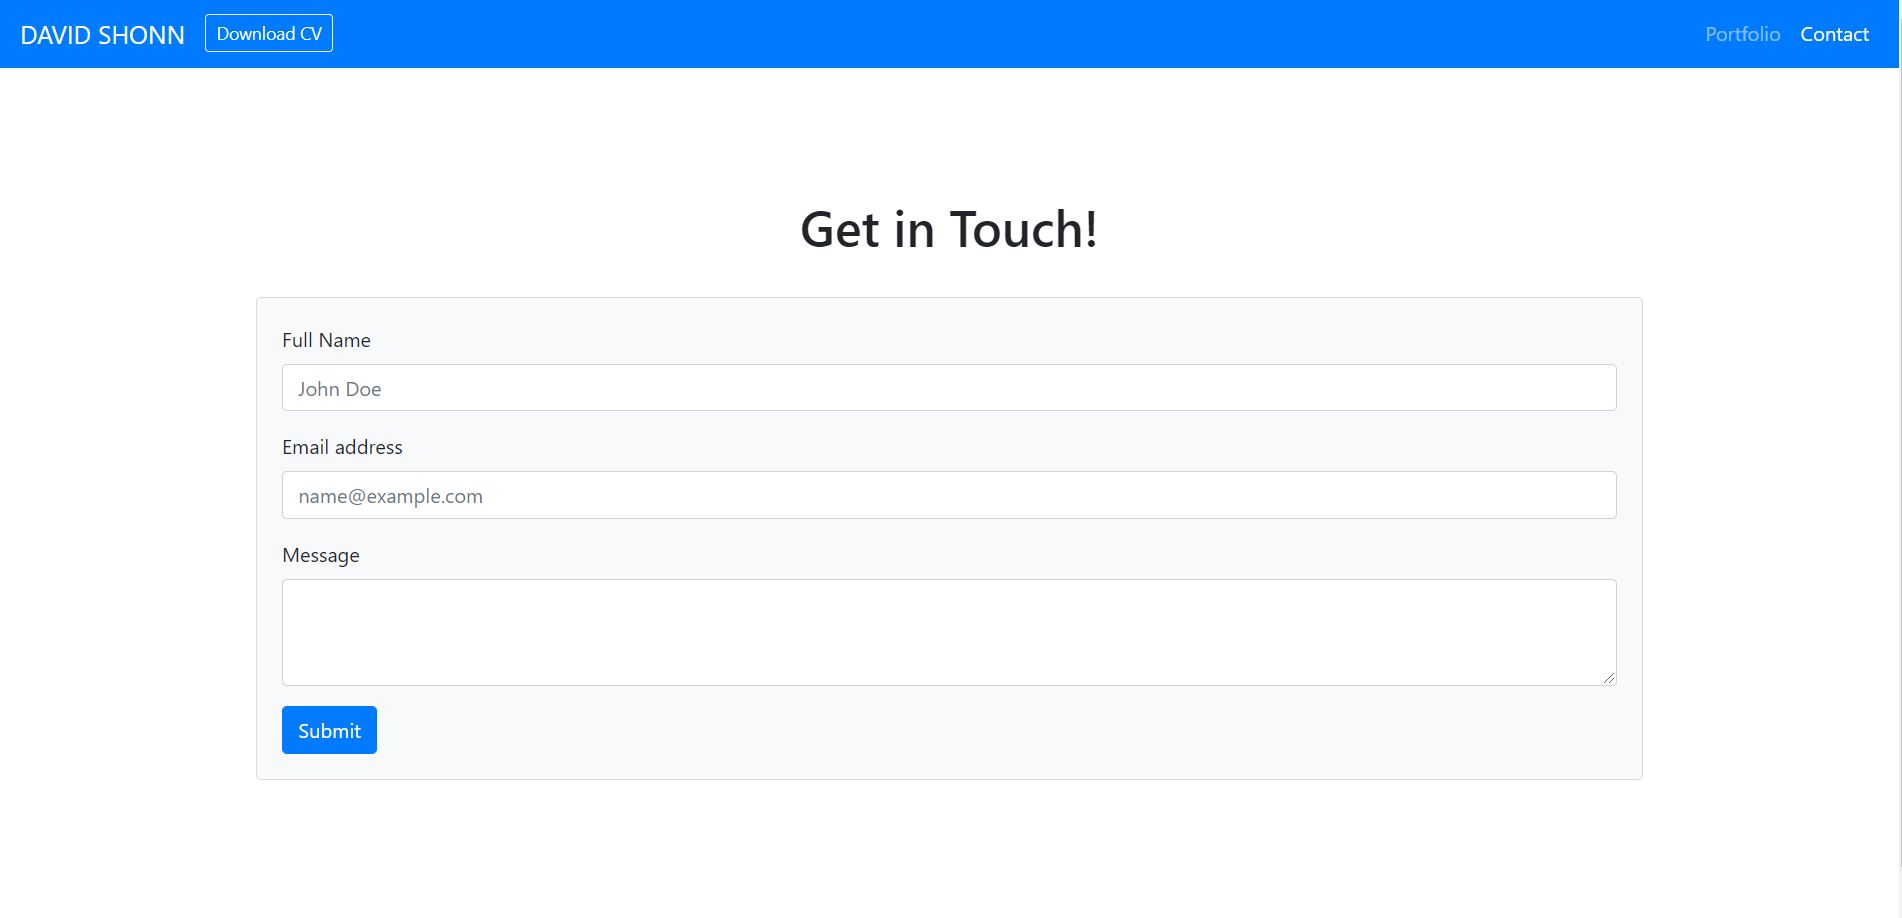 DAVID SHONN Download CV Portfolio Contact
Get in Touch!
Full Name
John Doe
Email address
name@example.com
Message
Submit